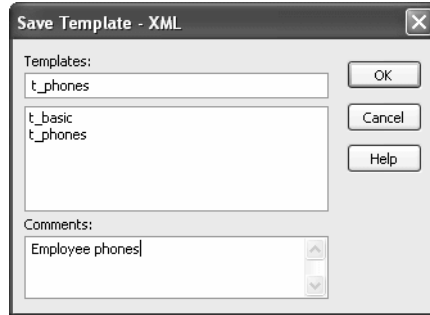 Save Template - XML
Templates:
t_phones
OK
t_basic
t_phones
Cancel
Help
Comments:
Employee phones